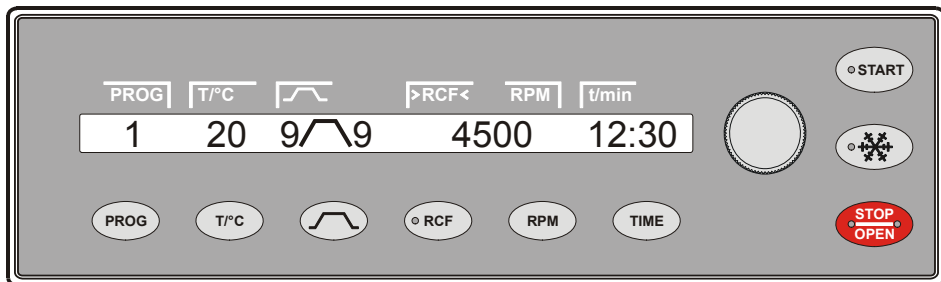 START
PROG T/°C >RCF< RPM t/min
1 20 9 9 4500 12:30
PROG T/°C RCF RPM TIME
STOP
OPEN